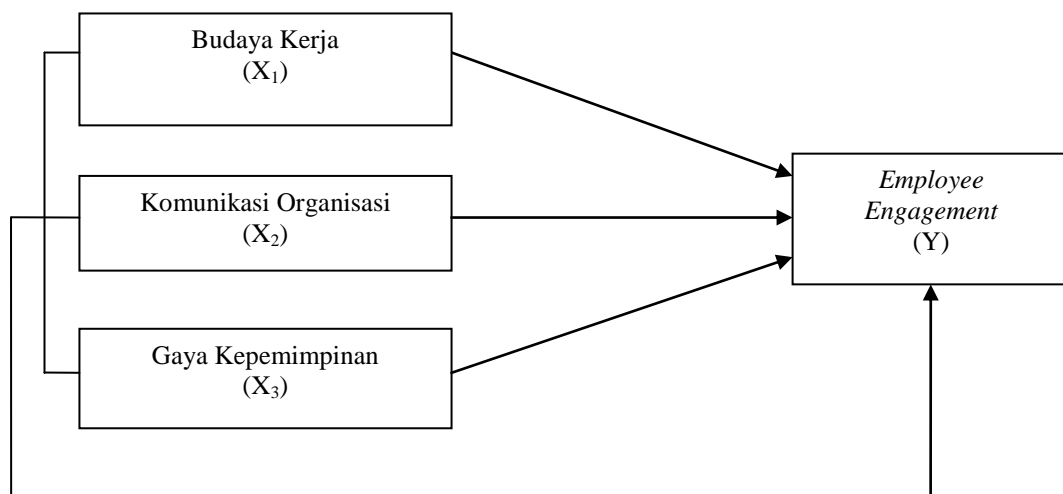 Budaya Kerja
(X₁)
Komunikasi Organisasi
(X₂)
Gaya Kepemimpinan
(X₃)
Employee
Engagement
(Y)